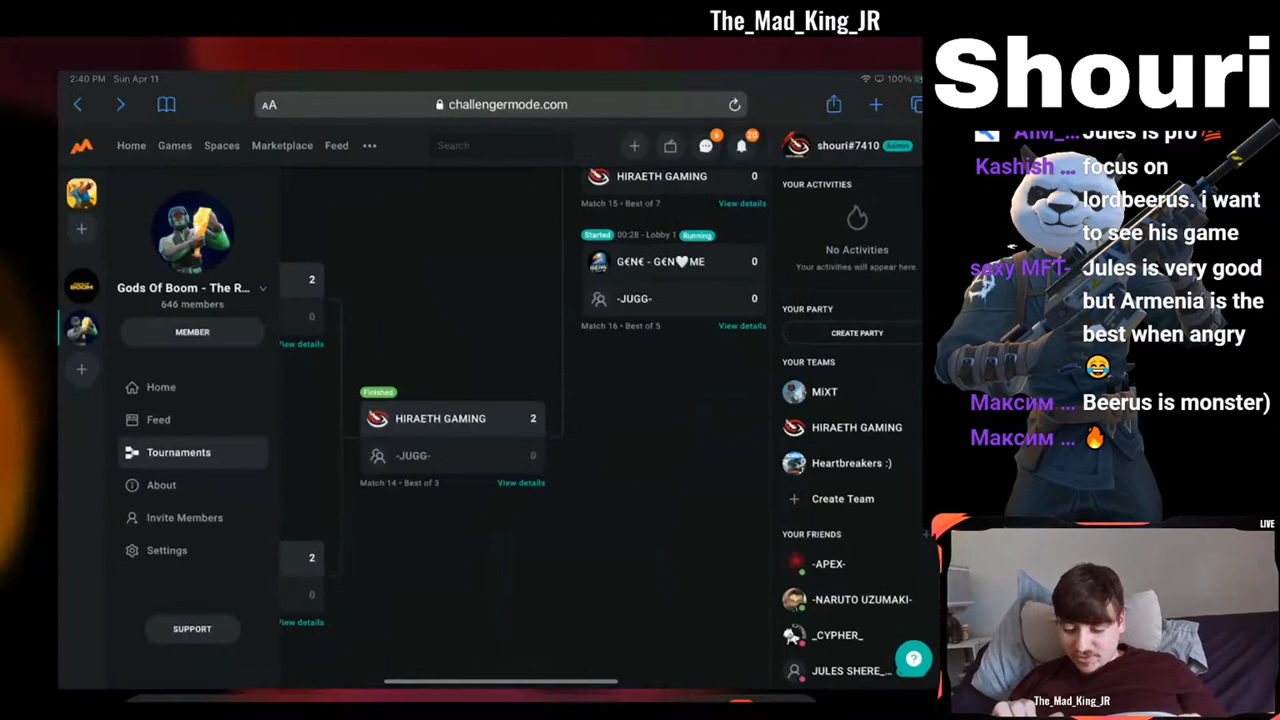 The_Mad_King_JR
Shouri
2:40 PM Sun Apr 11
100%
AA
challengermode.com
Home
Games
Spaces
Marketplace
Feed
Search
6
20
shouri#7410
Admin
Gods Of Boom - The R...
646 members
MEMBER
Home
Feed
Tournaments
About
Invite Members
Settings
SUPPORT
2
0
View details
2
0
View details
Finished
HIRAETH GAMING 2
-JUGG- 0
Match 14 • Best of 3
View details
HIRAETH GAMING 0
Match 15 • Best of 7
View details
Started 00:28 - Lobby 1 Running
G€N€ - G€N🤍ME 0
-JUGG- 0
Match 16 • Best of 5
View details
YOUR ACTIVITIES
No Activities
Your activities will appear here.
YOUR PARTY
CREATE PARTY
YOUR TEAMS
MiXT
HIRAETH GAMING
Heartbreakers :)
Create Team
YOUR FRIENDS
-APEX-
-NARUTO UZUMAKI-
_CYPHER_
JULES SHERE_...
Jules is pro💯
Kashish ... focus on
lordbeerus. i want
to see his game
sexy MFT- Jules is very good
but Armenia is the
best when angry
😂
Максим ... Beerus is monster)
Максим ... 🔥
LIVE
The_Mad_King_JR